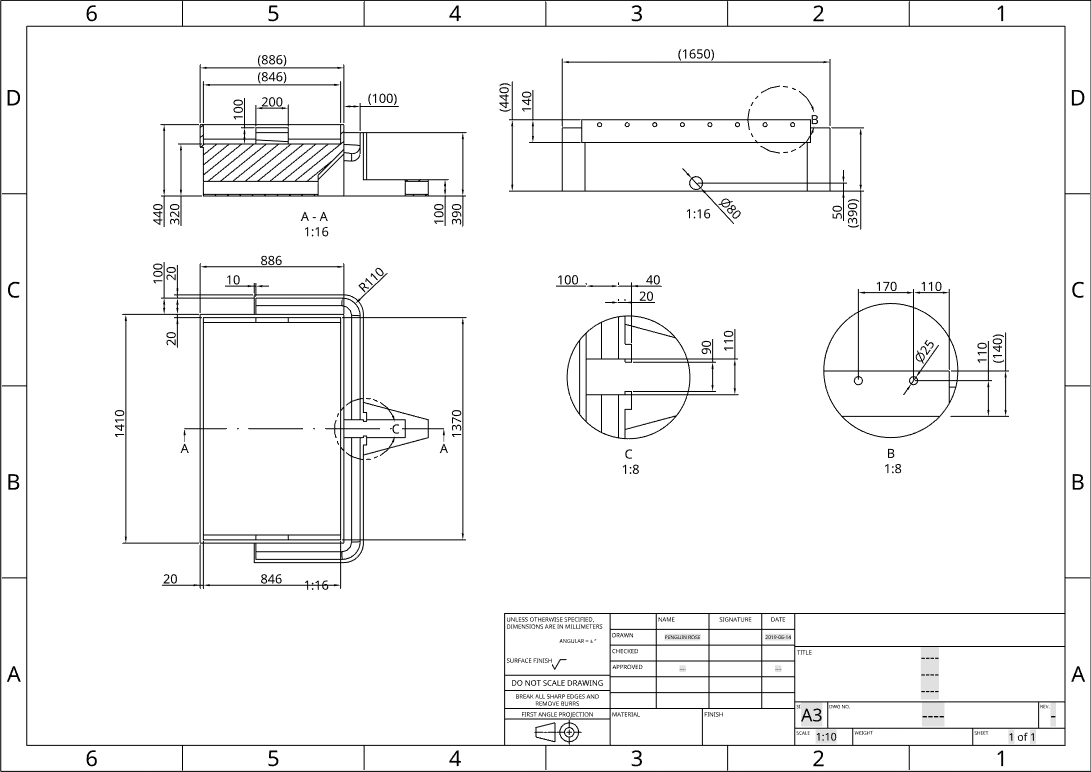 6 5 4 3 2 1
D
D
(886)
(846)
100
200
(100)
440
320
100
390
A - A
1:16
(1650)
(440)
140
B
Ø80
1:16
50
(390)
C
C
886
100
20
10
R110
20
1410
1370
A
C
A
20
846
1:16
100
40
20
90
110
C
1:8
170
110
Ø25
110
(140)
B
1:8
B
B
A
A
UNLESS OTHERWISE SPECIFIED,
DIMENSIONS ARE IN MILLIMETERS
ANGULAR = ± °
SURFACE FINISH
DO NOT SCALE DRAWING
BREAK ALL SHARP EDGES AND
REMOVE BURRS
FIRST ANGLE PROJECTION
NAME SIGNATURE DATE
DRAWN PENGUIN ROSE 2019-06-14
CHECKED
APPROVED --- ---
MATERIAL FINISH
TITLE
----
----
----
A3
DWG NO.
----
REV.
-
SCALE 1:10 WEIGHT SHEET 1 of 1
6 5 4 3 2 1